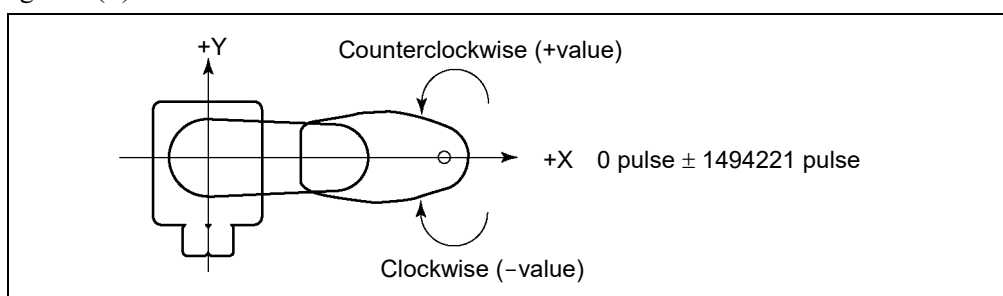 +Y
Counterclockwise (+value)
+X 0 pulse ± 1494221 pulse
Clockwise (−value)